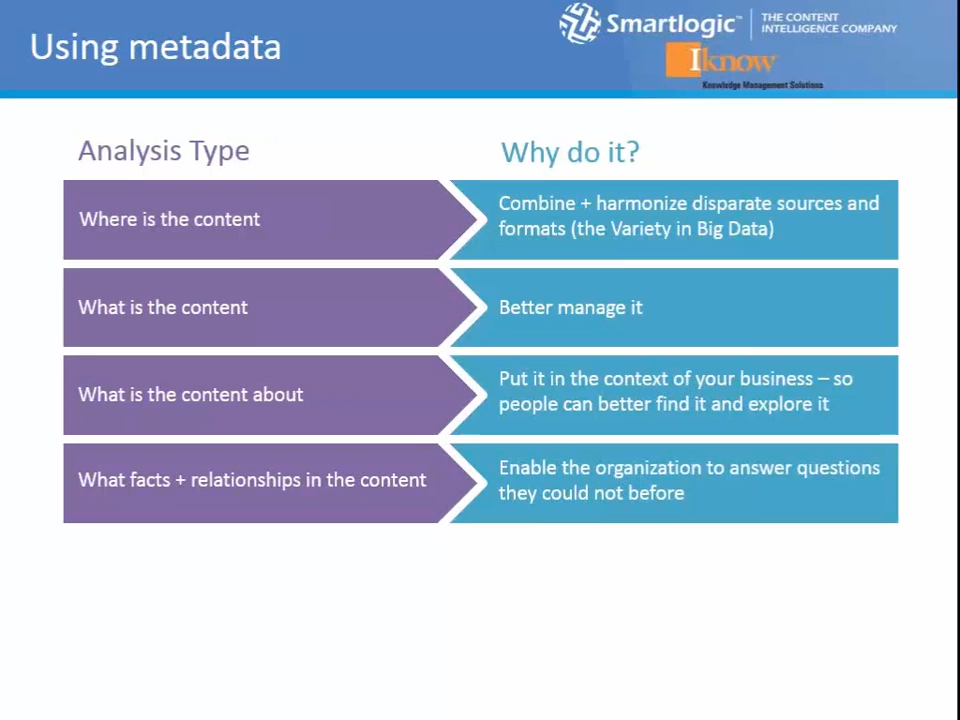 Using metadata
Smartlogic™
THE CONTENT
INTELLIGENCE COMPANY
Iknow
Knowledge Management Solutions
Analysis Type
Why do it?
Where is the content
Combine + harmonize disparate sources and
formats (the Variety in Big Data)
What is the content
Better manage it
What is the content about
Put it in the context of your business – so
people can better find it and explore it
What facts + relationships in the content
Enable the organization to answer questions
they could not before